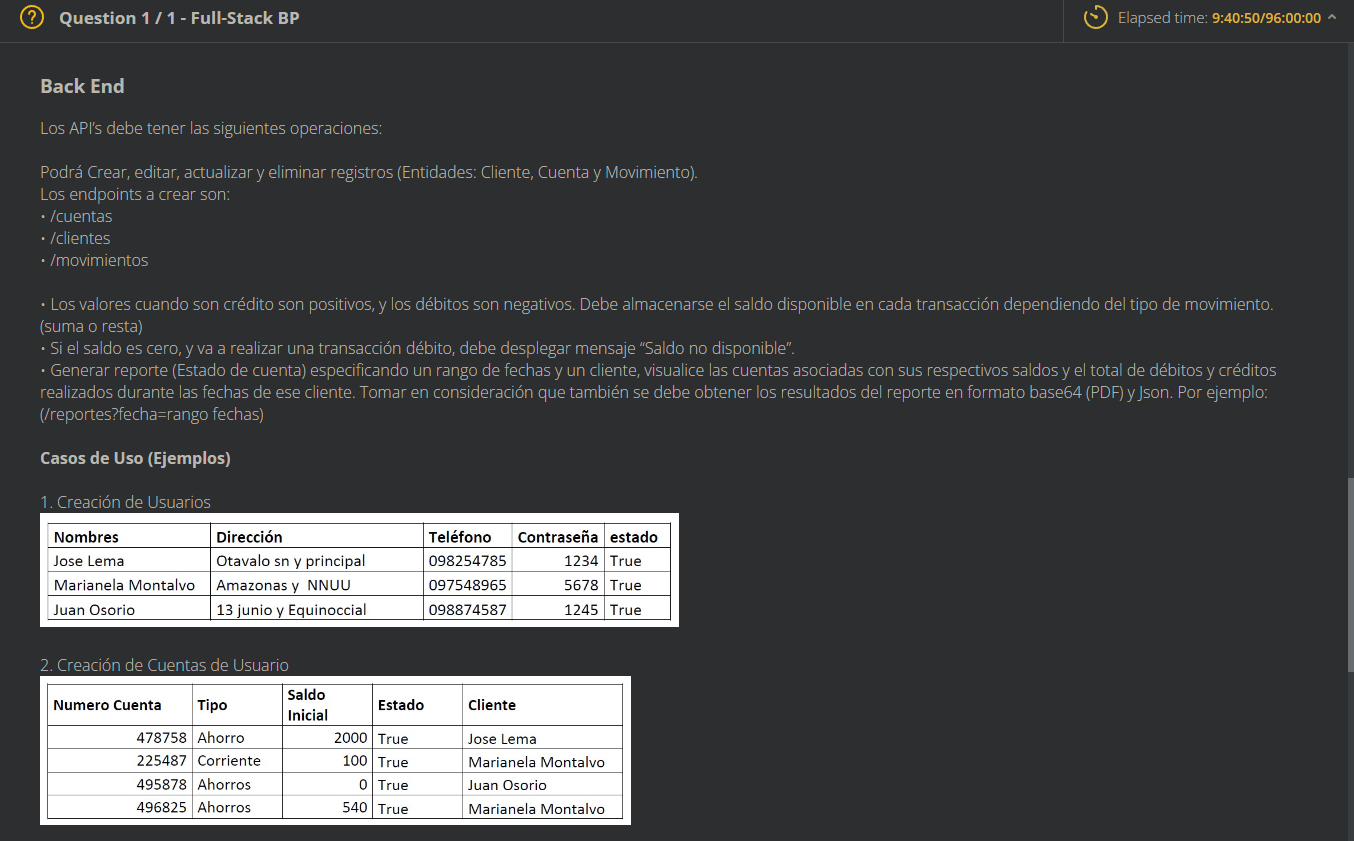 Question 1 / 1 - Full-Stack BP
Elapsed time: 9:40:50/96:00:00
Back End
Los API's debe tener las siguientes operaciones:
Podrá Crear, editar, actualizar y eliminar registros (Entidades: Cliente, Cuenta y Movimiento).
Los endpoints a crear son:
• /cuentas
• /clientes
• /movimientos
• Los valores cuando son crédito son positivos, y los débitos son negativos. Debe almacenarse el saldo disponible en cada transacción dependiendo del tipo de movimiento.
(suma o resta)
• Si el saldo es cero, y va a realizar una transacción débito, debe desplegar mensaje “Saldo no disponible”.
• Generar reporte (Estado de cuenta) especificando un rango de fechas y un cliente, visualice las cuentas asociadas con sus respectivos saldos y el total de débitos y créditos
realizados durante las fechas de ese cliente. Tomar en consideración que también se debe obtener los resultados del reporte en formato base64 (PDF) y Json. Por ejemplo:
(/reportes?fecha=rango fechas)
Casos de Uso (Ejemplos)
1. Creación de Usuarios
Nombres Dirección Teléfono Contraseña estado
Jose Lema Otavalo sn y principal 098254785 1234 True
Marianela Montalvo Amazonas y NNUU 097548965 5678 True
Juan Osorio 13 junio y Equinoccial 098874587 1245 True
2. Creación de Cuentas de Usuario
Numero Cuenta Tipo Saldo Inicial Estado Cliente
478758 Ahorro 2000 True Jose Lema
225487 Corriente 100 True Marianela Montalvo
495878 Ahorros 0 True Juan Osorio
496825 Ahorros 540 True Marianela Montalvo